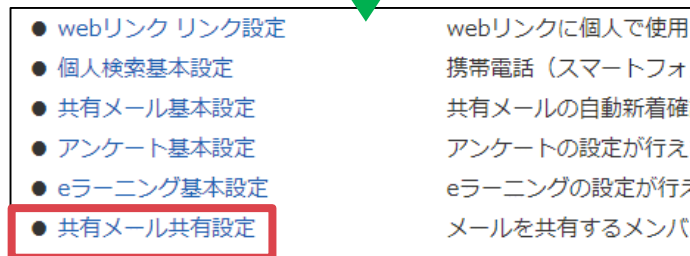 ● webリンク リンク設定 webリンクに個人で使用
● 個人検索基本設定 携帯電話（スマートフォ
● 共有メール基本設定 共有メールの自動新着確
● アンケート基本設定 アンケートの設定が行え
● eラーニング基本設定 eラーニングの設定が行え
● 共有メール共有設定 メールを共有するメンバ